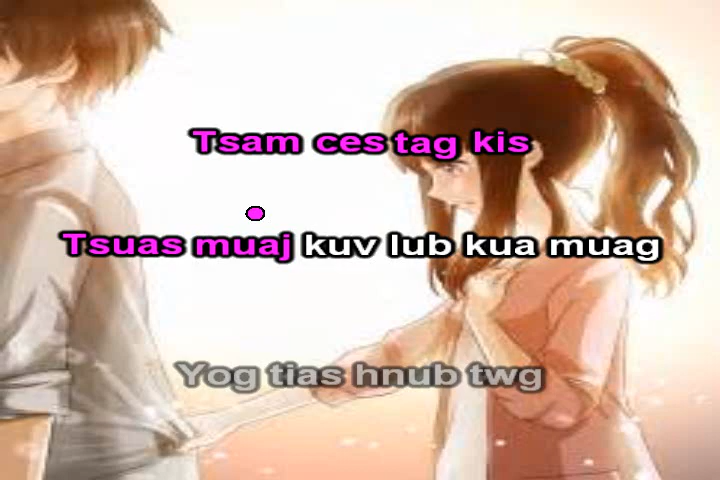 Tsam ces tag kis
Tsuas muaj kuv lub kua muag
Yog tias hnub twg